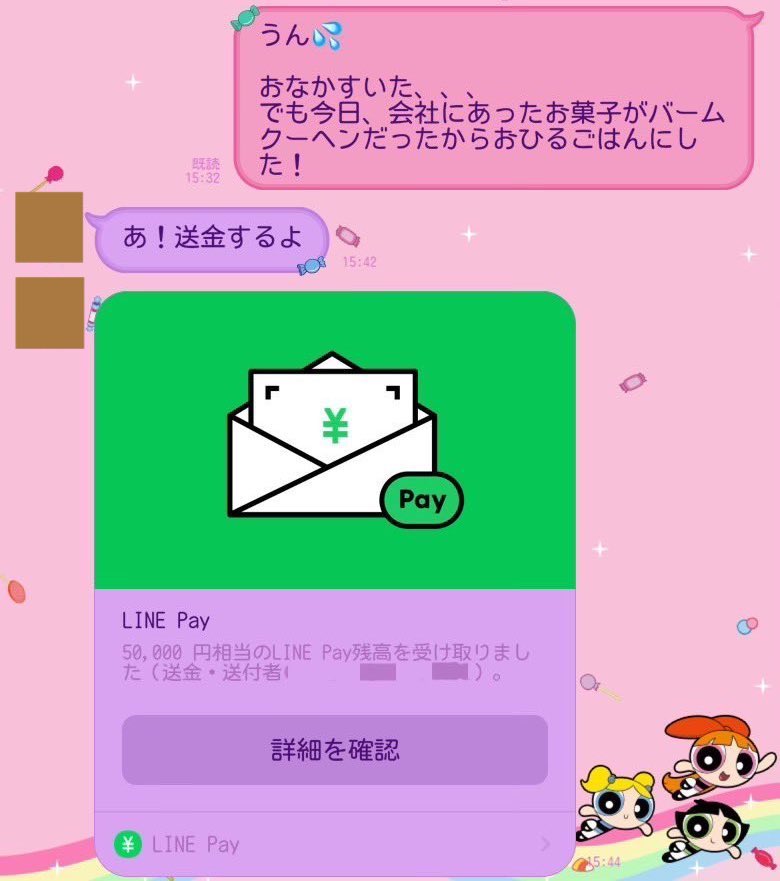 うん💦
おなかすいた、、、
でも今日、会社にあったお菓子がバーム
クーヘンだったからおひるごはんにし
た！
既読
15:32
あ！送金するよ
15:42
¥
Pay
LINE Pay
50,000 円相当のLINE Pay残高を受け取りまし
た（送金・送付者（ ）。
詳細を確認
¥ LINE Pay
15:44